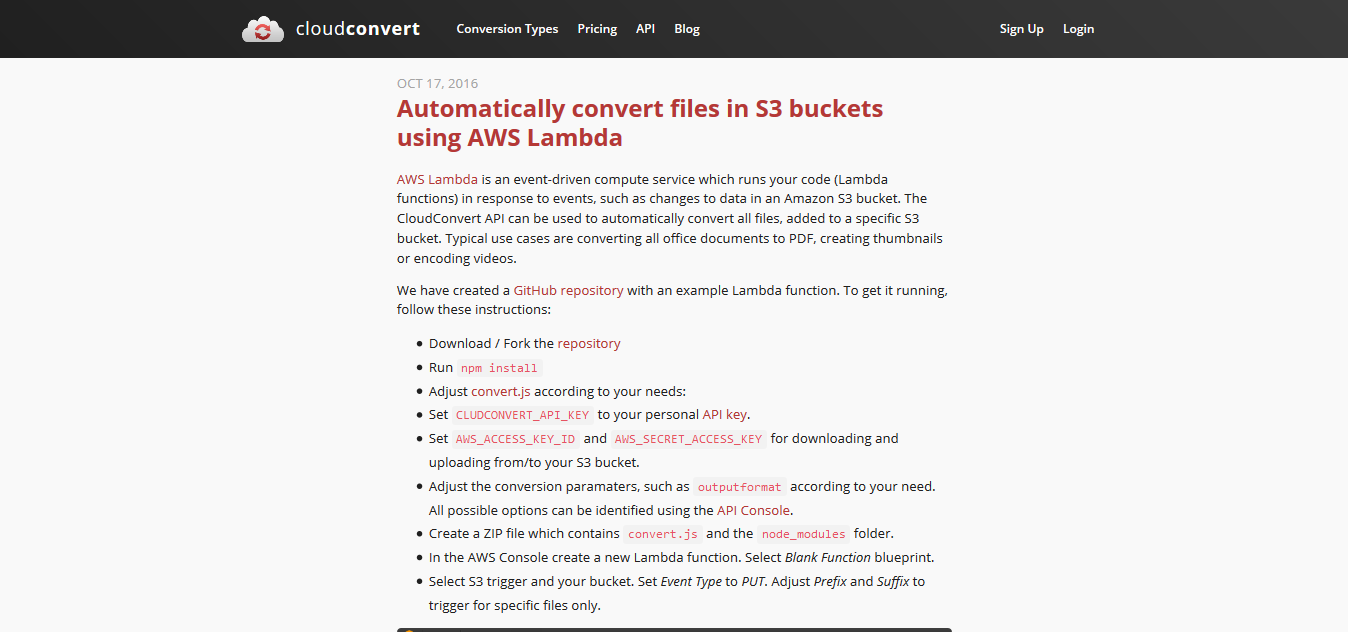 cloudconvert Conversion Types Pricing API Blog Sign Up Login
OCT 17, 2016
Automatically convert files in S3 buckets
using AWS Lambda
AWS Lambda is an event-driven compute service which runs your code (Lambda
functions) in response to events, such as changes to data in an Amazon S3 bucket. The
CloudConvert API can be used to automatically convert all files, added to a specific S3
bucket. Typical use cases are converting all office documents to PDF, creating thumbnails
or encoding videos.
We have created a GitHub repository with an example Lambda function. To get it running,
follow these instructions:
• Download / Fork the repository
• Run npm install
• Adjust convert.js according to your needs:
• Set CLUDCONVERT_API_KEY to your personal API key.
• Set AWS_ACCESS_KEY_ID and AWS_SECRET_ACCESS_KEY for downloading and
uploading from/to your S3 bucket.
• Adjust the conversion paramaters, such as outputformat according to your need.
All possible options can be identified using the API Console.
• Create a ZIP file which contains convert.js and the node_modules folder.
• In the AWS Console create a new Lambda function. Select Blank Function blueprint.
• Select S3 trigger and your bucket. Set Event Type to PUT. Adjust Prefix and Suffix to
trigger for specific files only.